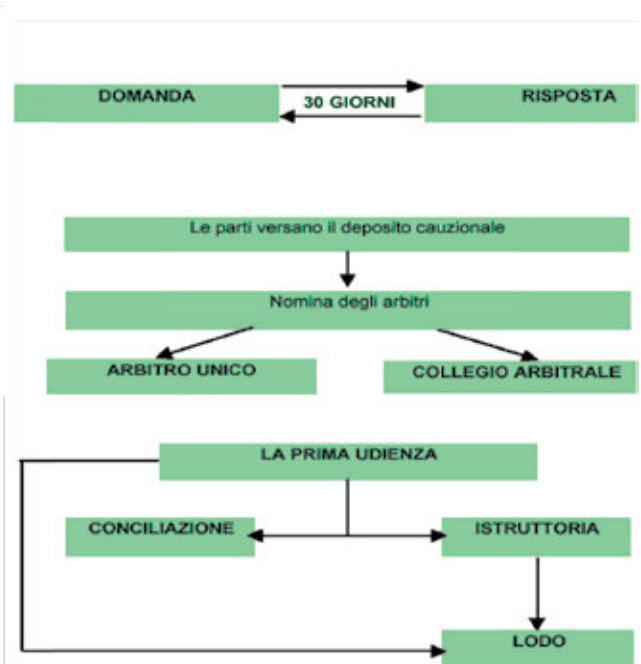 DOMANDA
30 GIORNI
RISPOSTA
Le parti versano il deposito cauzionale
Nomina degli arbitri
ARBITRO UNICO
COLLEGIO ARBITRALE
LA PRIMA UDIENZA
CONCILIAZIONE
ISTRUTTORIA
LODO